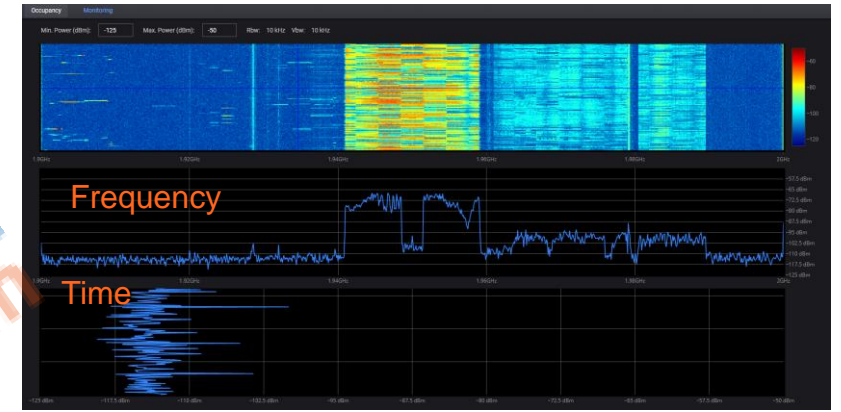 Occupancy Monitoring
Min. Power (dBm): -125 Max. Power (dBm): -50 Rbw: 10 kHz Vbw: 10 kHz
-60
-80
-100
-120
1.8GHz 1.82GHz 1.84GHz 1.86GHz 1.88GHz 2GHz
-57.5 dBm
-65 dBm
-72.5 dBm
-80 dBm
-87.5 dBm
-95 dBm
-102.5 dBm
-110 dBm
-117.5 dBm
-125 dBm
Frequency
1.82GHz 1.84GHz 1.86GHz 1.88GHz 2GHz
Time
-125 dBm -117.5 dBm -110 dBm -102.5 dBm -95 dBm -87.5 dBm -80 dBm -72.5 dBm -65 dBm -57.5 dBm -50 dBm